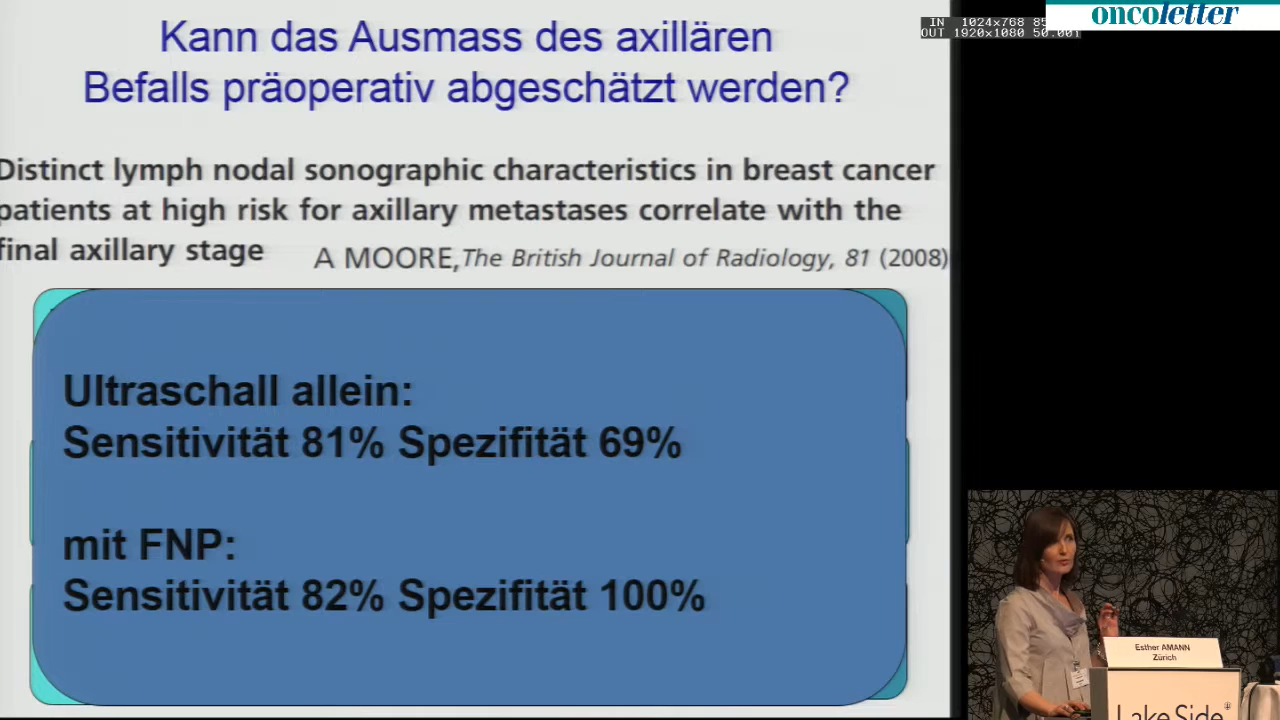 Kann das Ausmass des axillären
Befalls präoperativ abgeschätzt werden?
IN 1024x768 85
OUT 1920x1080 50.00i
oncoletter
Distinct lymph nodal sonographic characteristics in breast cancer
patients at high risk for axillary metastases correlate with the
final axillary stage
A MOORE, The British Journal of Radiology, 81 (2008)
Ultraschall allein:
Sensitivität 81% Spezifität 69%
mit FNP:
Sensitivität 82% Spezifität 100%
Esther AMANN
Zürich
Lake Side